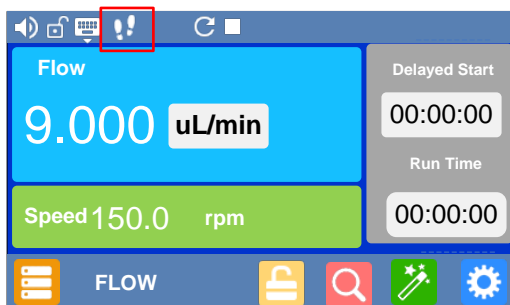 Flow
9.000 uL/min
Speed 150.0 rpm
Delayed Start
00:00:00
Run Time
00:00:00
FLOW